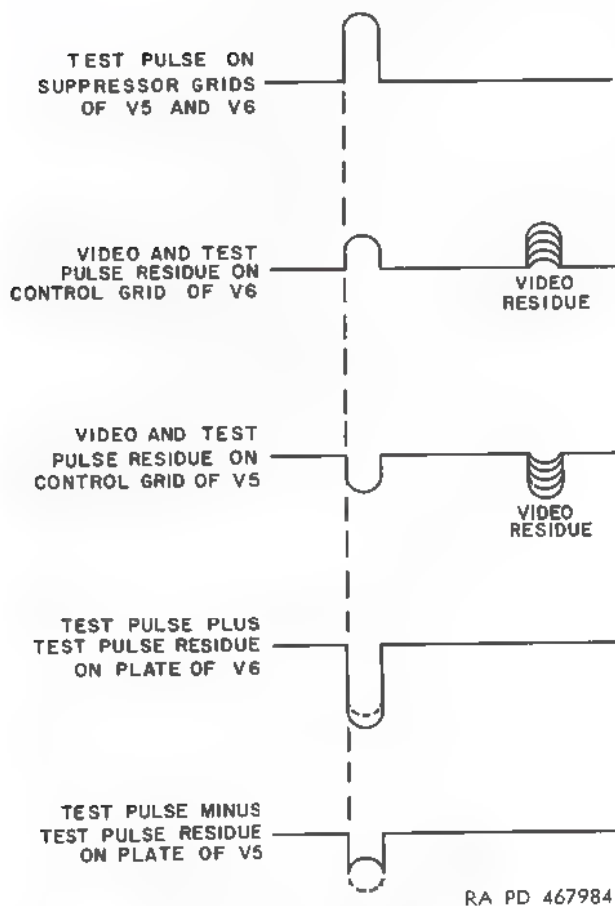 TEST PULSE ON
SUPPRESSOR GRIDS
OF V5 AND V6
VIDEO AND TEST
PULSE RESIDUE ON
CONTROL GRID OF V6
VIDEO
RESIDUE
VIDEO AND TEST
PULSE RESIDUE ON
CONTROL GRID OF V5
VIDEO
RESIDUE
TEST PULSE PLUS
TEST PULSE RESIDUE
ON PLATE OF V6
TEST PULSE MINUS
TEST PULSE RESIDUE
ON PLATE OF V5
RA PD 467984